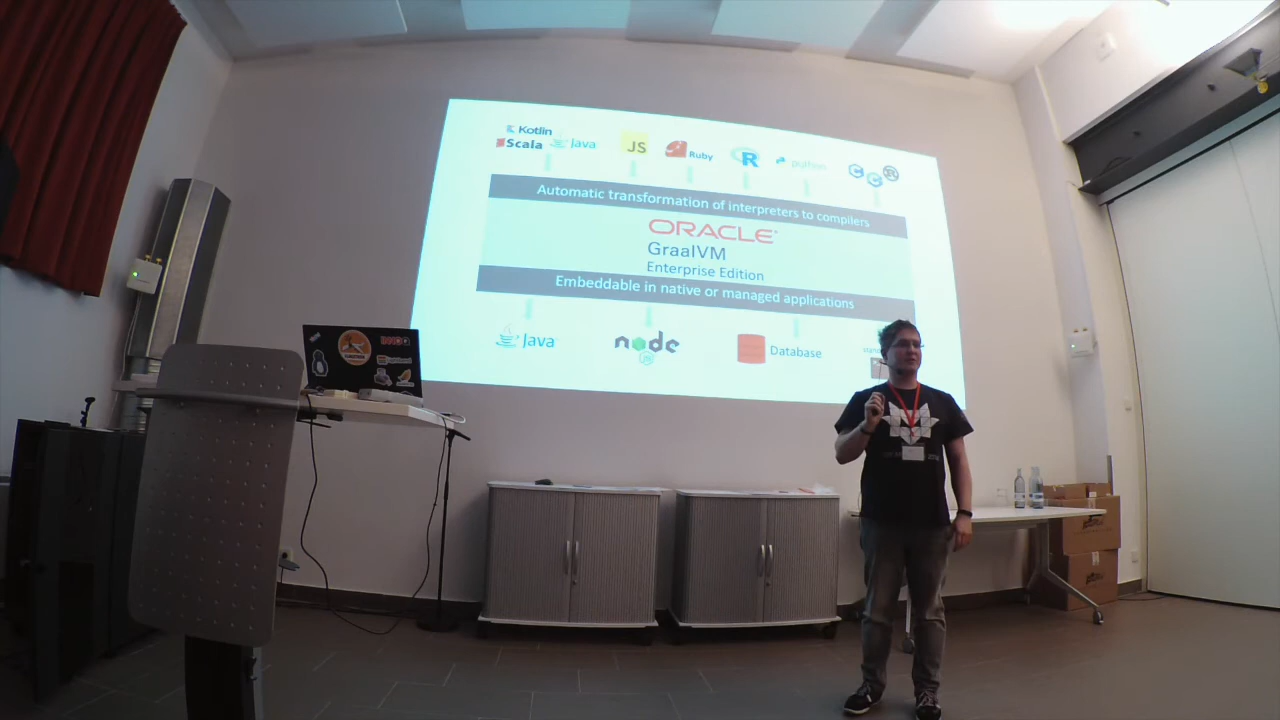 Kotlin
Scala
Java
JS
Ruby
R
python
C
C
R
Automatic transformation of interpreters to compilers
ORACLE
GraalVM
Enterprise Edition
Embeddable in native or managed applications
Java
node
JS
Database